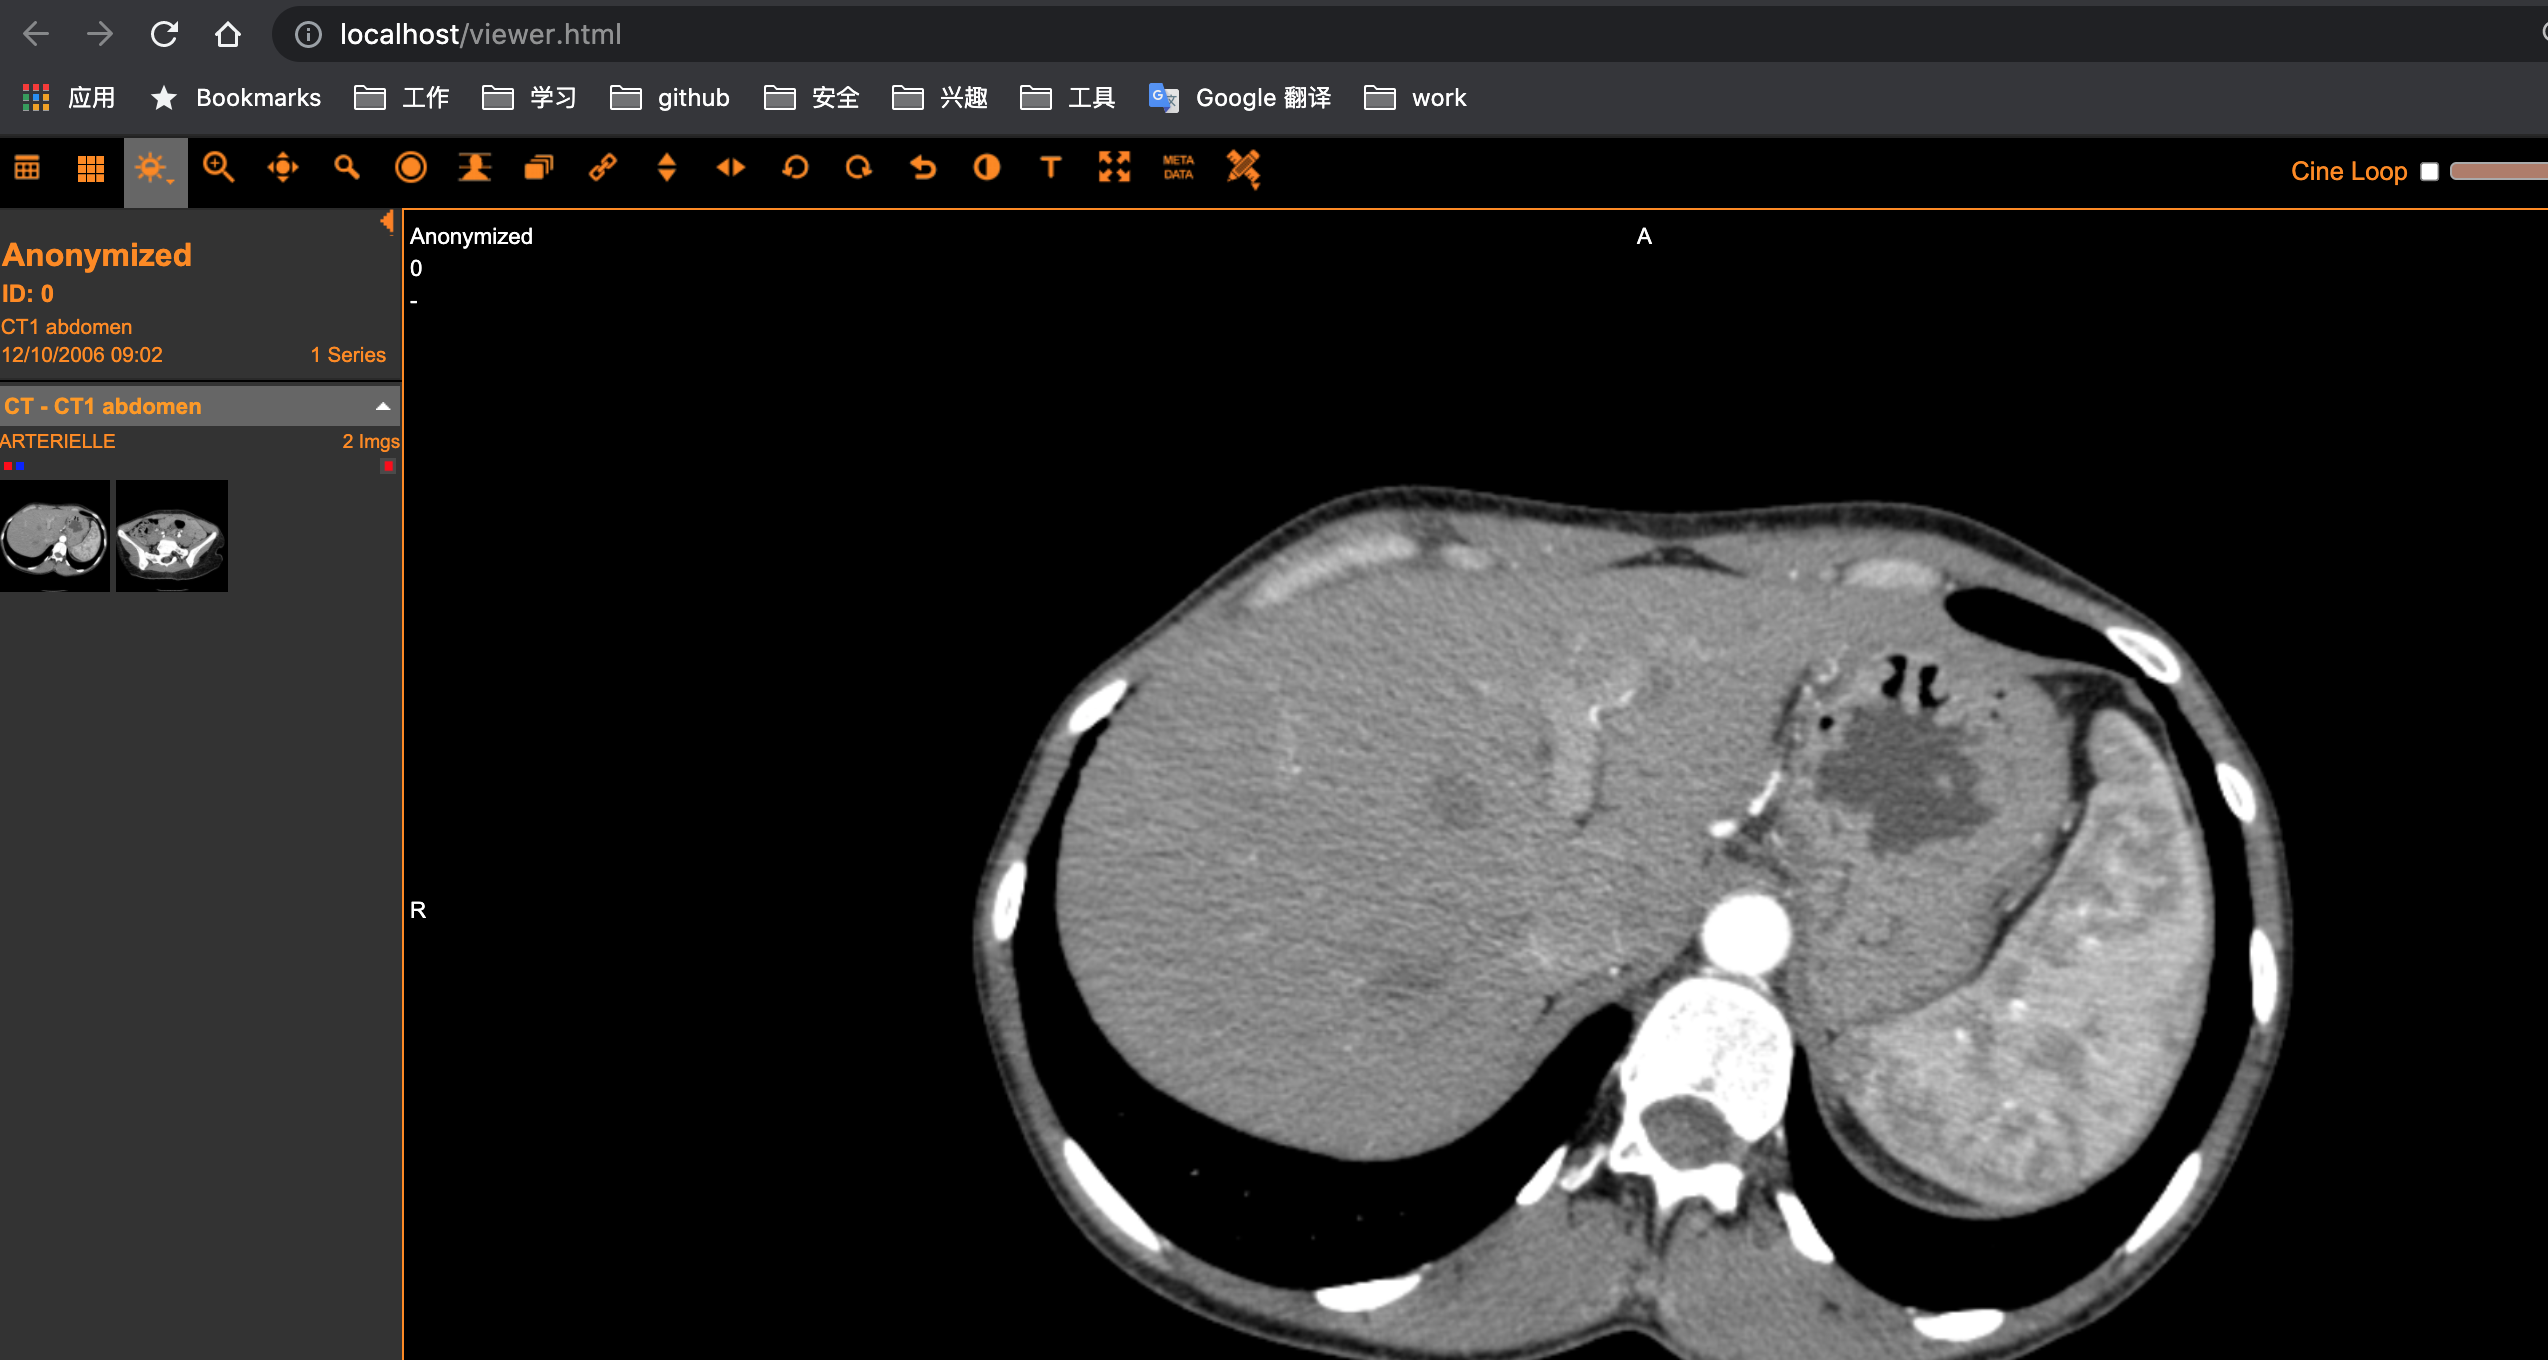 localhost/viewer.html
应用 Bookmarks 工作 学习 github 安全 兴趣 工具 Google 翻译 work
T META DATA Cine Loop
Anonymized
ID: 0
CT1 abdomen
12/10/2006 09:02 1 Series
CT - CT1 abdomen
ARTERIELLE 2 Imgs
Anonymized
0
-
A
R